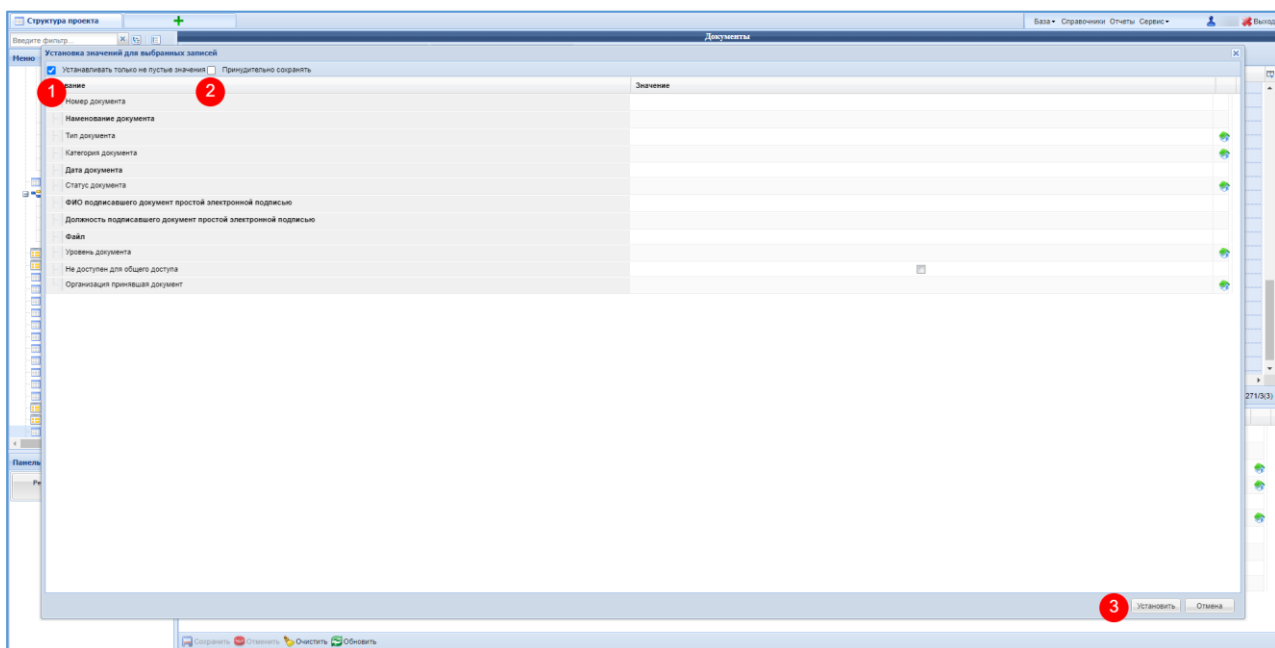 Структура проекта
База Справочники Отчеты Сервис Выход
Введите фильтр...
Документы
Меню
Установка значений для выбранных записей
Устанавливать только не пустые значения Принудительно сохранять
1 2
вание Значение
Номер документа
Наменование документа
Тип документа
Категория документа
Дата документа
Статус документа
ФИО подписавшего документ простой электронной подписью
Должность подписавшего документ простой электронной подписью
Файл
Уровень документа
Не доступен для общего доступа
Организация принявшая документ
271/3(3)
Панель
Ре
3 Установить Отмена
Сохранить Отменить Очистить Обновить